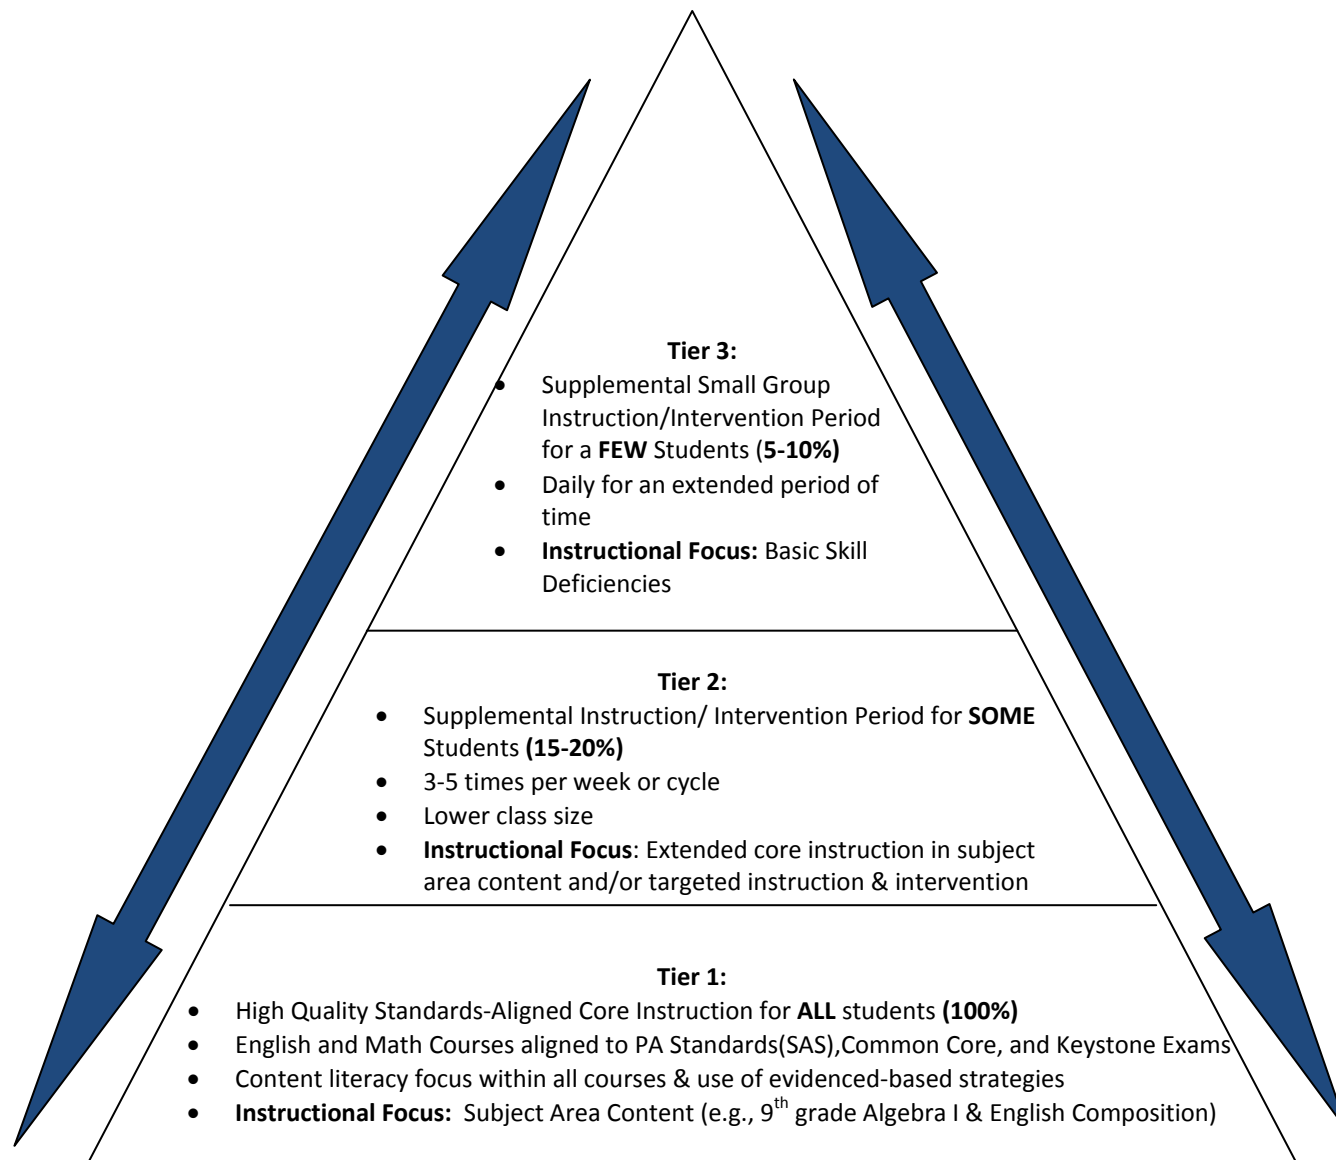 Tier 3:
• Supplemental Small Group
Instruction/Intervention Period
for a FEW Students (5-10%)
• Daily for an extended period of
time
• Instructional Focus: Basic Skill
Deficiencies
Tier 2:
• Supplemental Instruction/ Intervention Period for SOME
Students (15-20%)
• 3-5 times per week or cycle
• Lower class size
• Instructional Focus: Extended core instruction in subject
area content and/or targeted instruction & intervention
Tier 1:
• High Quality Standards-Aligned Core Instruction for ALL students (100%)
• English and Math Courses aligned to PA Standards(SAS),Common Core, and Keystone Exams
• Content literacy focus within all courses & use of evidenced-based strategies
• Instructional Focus: Subject Area Content (e.g., 9th grade Algebra I & English Composition)